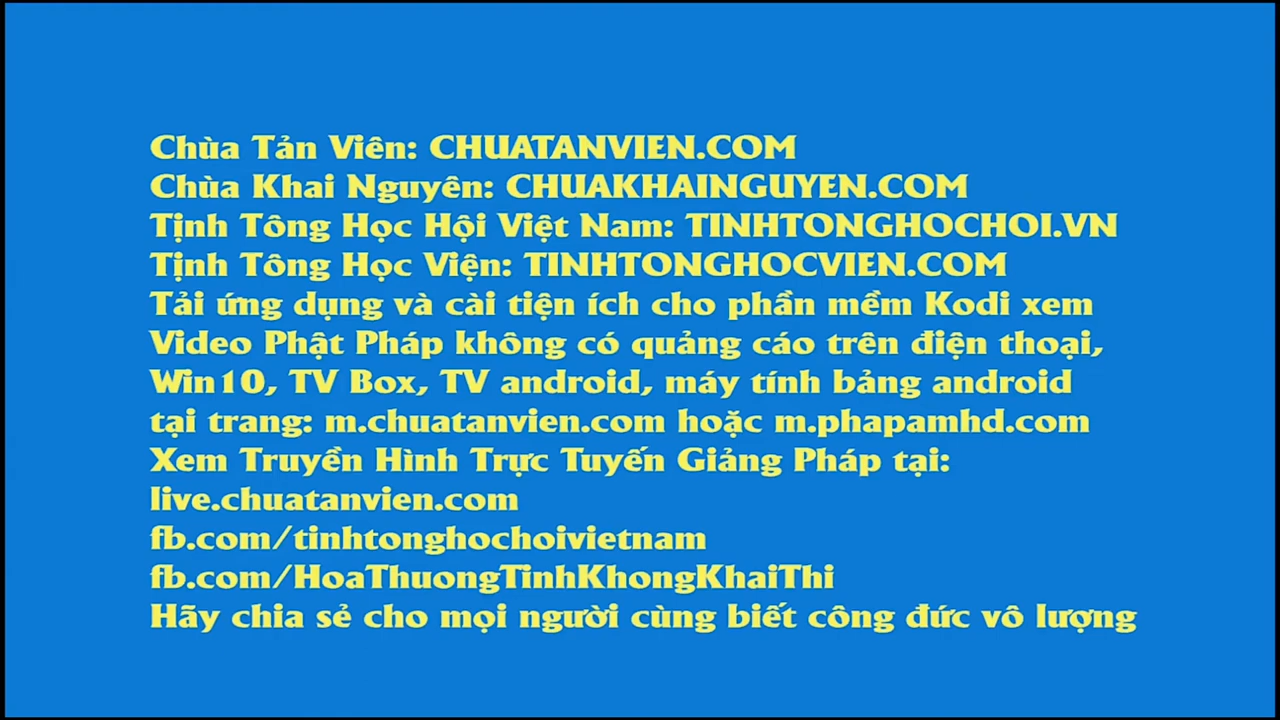 Chùa Tản Viên: CHUATANVIEN.COM
Chùa Khai Nguyên: CHUAKHAINGUYEN.COM
Tịnh Tông Học Hội Việt Nam: TINHTONGHOCHOI.VN
Tịnh Tông Học Viện: TINHTONGHOCVIEN.COM
Tải ứng dụng và cài tiện ích cho phần mềm Kodi xem
Video Phật Pháp không có quảng cáo trên điện thoại,
Win10, TV Box, TV android, máy tính bảng android
tại trang: m.chuatanvien.com hoặc m.phapamhd.com
Xem Truyền Hình Trực Tuyến Giảng Pháp tại:
live.chuatanvien.com
fb.com/tinhtonghochoivietnam
fb.com/HoaThuongTinhKhongKhaiThi
Hãy chia sẻ cho mọi người cùng biết công đức vô lượng